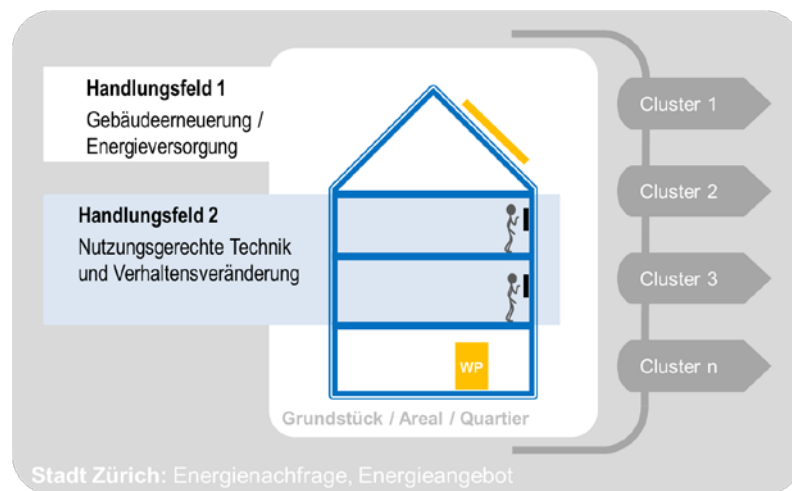 Handlungsfeld 1
Gebäudeerneuerung /
Energieversorgung
Handlungsfeld 2
Nutzungsgerechte Technik
und Verhaltensveränderung
WP
Grundstück / Areal / Quartier
Cluster 1
Cluster 2
Cluster 3
Cluster n
Stadt Zürich: Energienachfrage, Energieangebot